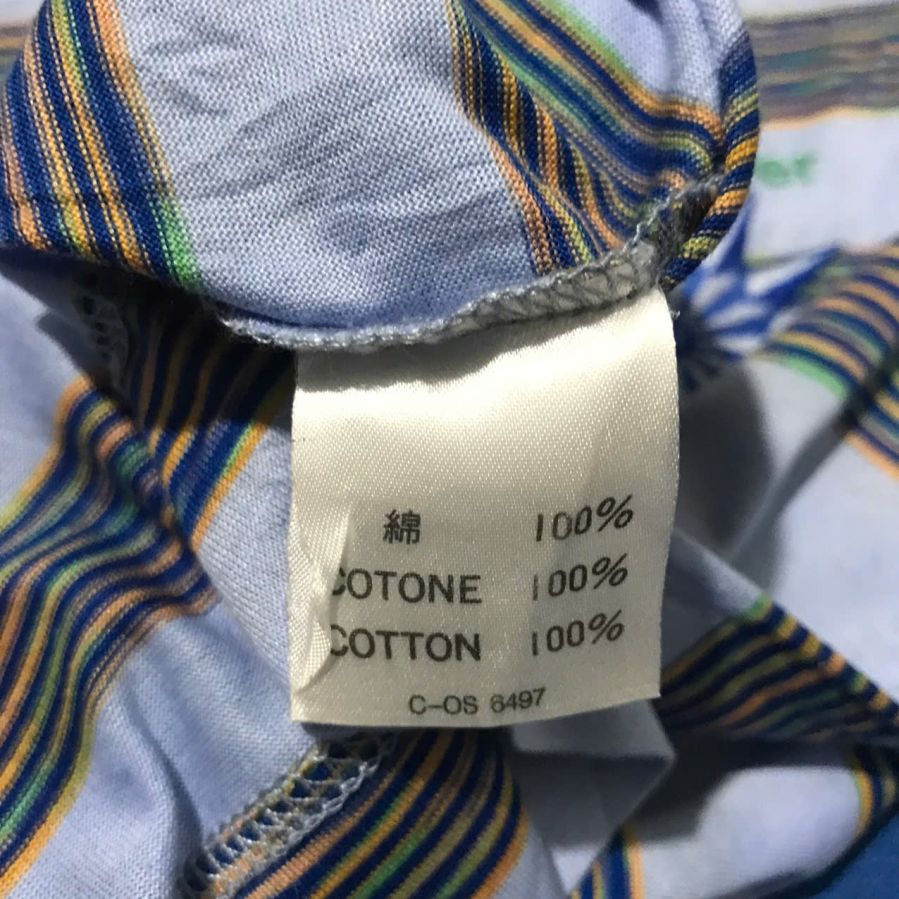 綿 100%
COTONE 100%
COTTON 100%
C-OS 6497